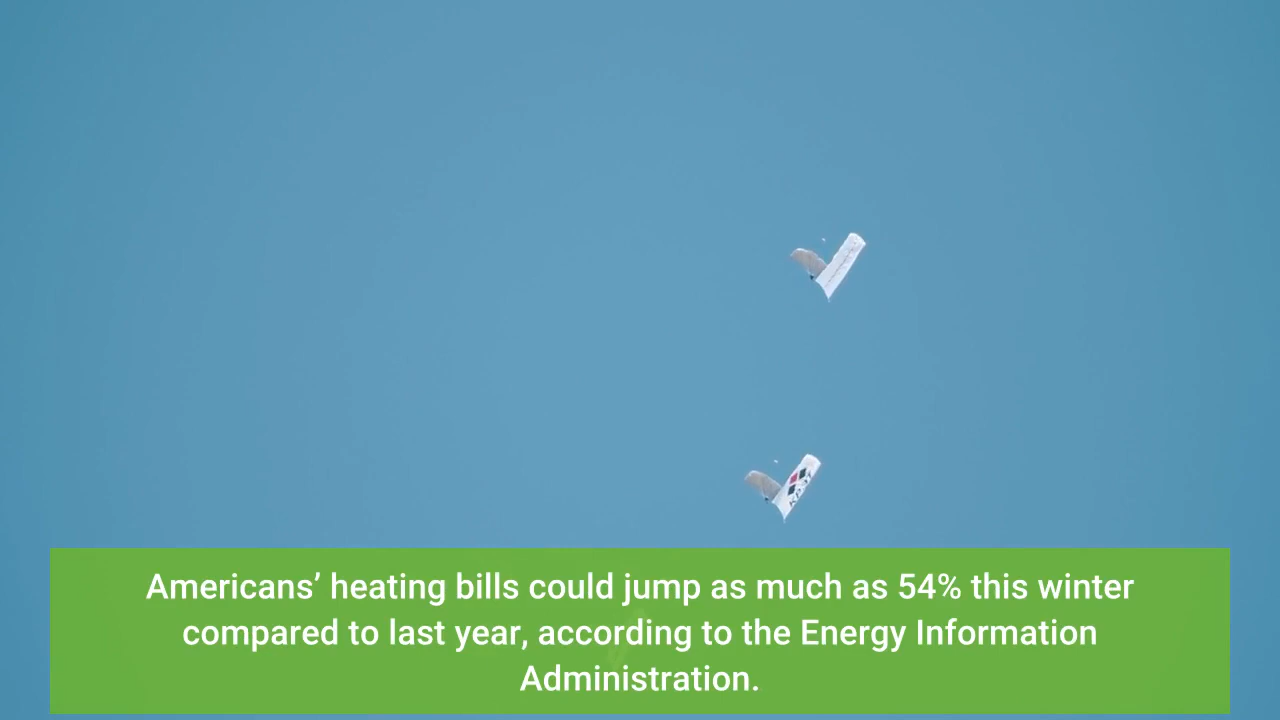 Americans’ heating bills could jump as much as 54% this winter
compared to last year, according to the Energy Information
Administration.